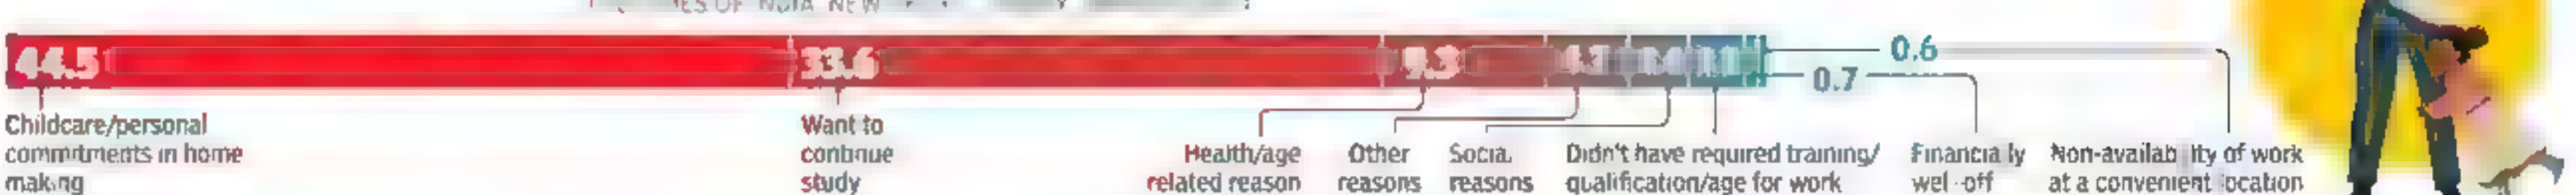 44.5
33.6
9.3
0.6
0.7
Childcare/personal
commitments in home
making
Want to
continue
study
Health/age
related reason
Other
reasons
Social
reasons
Didn't have required training/
qualification/age for work
Financially
well-off
Non-availability of work
at a convenient location